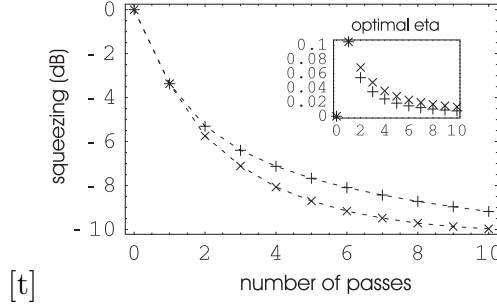 optimal eta
0
- 2
- 4
- 6
- 8
- 10
squeezing (dB)
0.1
0.08
0.06
0.04
0.02
0
0 2 4 6 8 10
0 2 4 6 8 10
number of passes
[t]